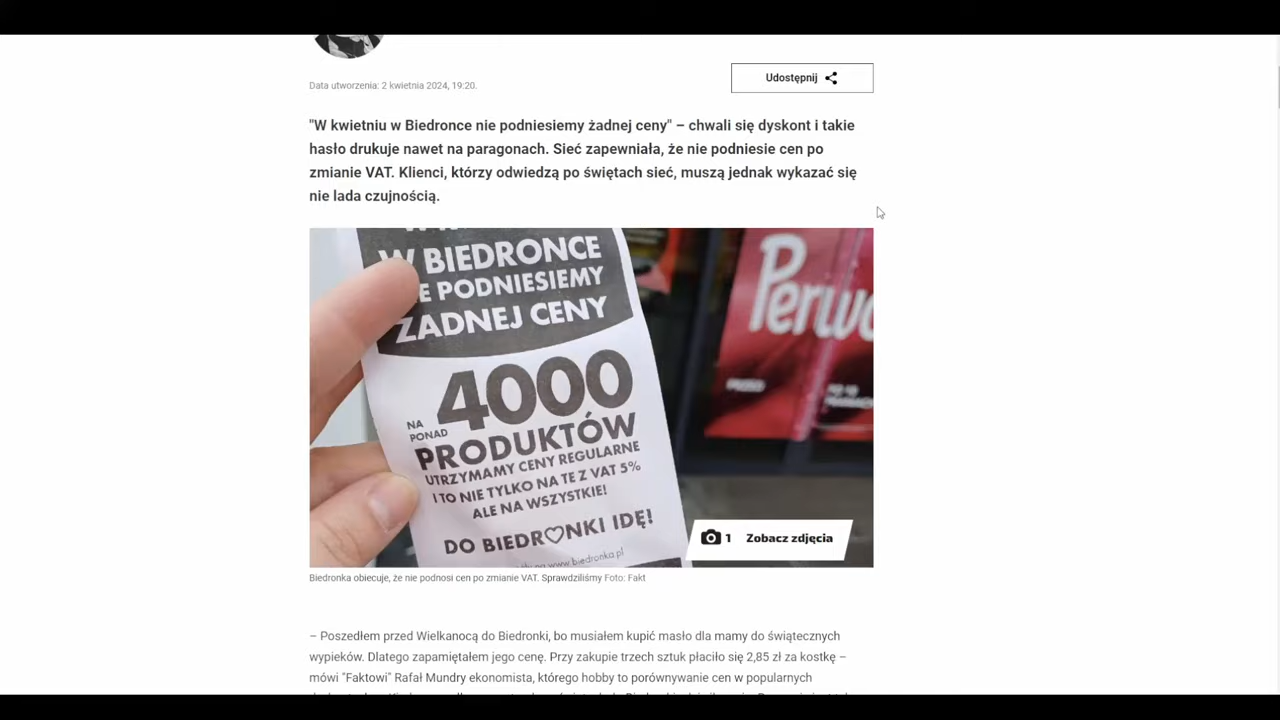 Data utworzenia: 2 kwietnia 2024, 19:20.
Udostępnij
"W kwietniu w Biedronce nie podniesiemy żadnej ceny" – chwali się dyskont i takie
hasło drukuje nawet na paragonach. Sieć zapewniała, że nie podniesie cen po
zmianie VAT. Klienci, którzy odwiedzą po świętach sieć, muszą jednak wykazać się
nie lada czujnością.
W BIEDRONCE
E PODNIESIEMY
ŻADNEJ CENY
NA PONAD 4000
PRODUKTÓW
UTRZYMAMY CENY REGULARNE
I TO NIE TYLKO NA TE Z VAT 5%
ALE NA WSZYSTKIE!
DO BIEDR♡NKI IDĘ!
na www.biedronka.pl
Perwo
1 Zobacz zdjęcia
Biedronka obiecuje, że nie podnosi cen po zmianie VAT. Sprawdziliśmy Foto: Fakt
– Poszedłem przed Wielkanocą do Biedronki, bo musiałem kupić masło dla mamy do świątecznych
wypieków. Dlatego zapamiętałem jego cenę. Przy zakupie trzech sztuk płaciło się 2,85 zł za kostkę –
mówi "Faktowi" Rafał Mundry ekonomista, którego hobby to porównywanie cen w popularnych